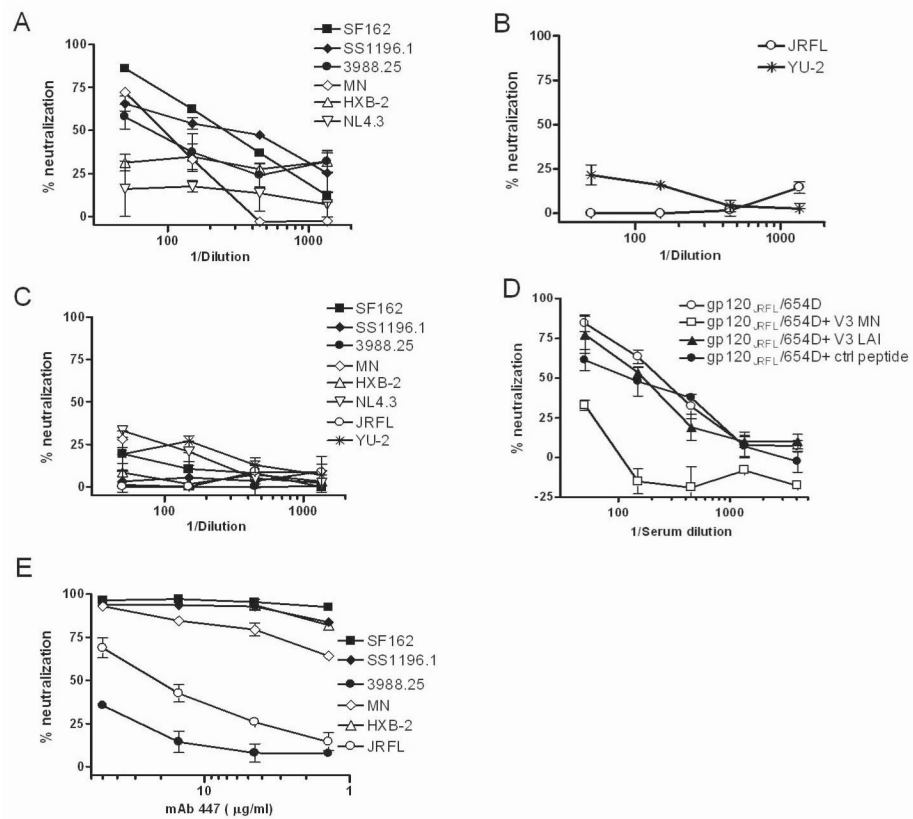 A
% neutralization
100
75
50
25
0
100
1000
1/Dilution
SF162
SS1196.1
3988.25
MN
HXB-2
NL4.3
B
% neutralization
100
75
50
25
0
100
1000
1/Dilution
JRFL
YU-2
C
% neutralization
100
75
50
25
0
100
1000
1/Dilution
SF162
SS1196.1
3988.25
MN
HXB-2
NL4.3
JRFL
YU-2
D
% neutralization
100
75
50
25
0
-25
100
1000
1/Serum dilution
gp120JRFL/654D
gp120JRFL/654D+ V3 MN
gp120JRFL/654D+ V3 LAI
gp120JRFL/654D+ ctrl peptide
E
% neutralization
100
75
50
25
0
10
1
mAb 447 ( µg/ml)
SF162
SS1196.1
3988.25
MN
HXB-2
JRFL